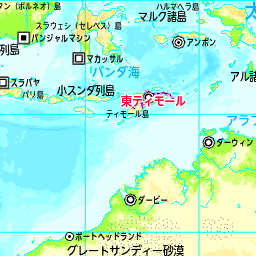 ワン (ボルネオ) 島
ハルマヘラ島
スラウェシ (セレベス) 島
マルク諸島
バンジャルマシン
アンボン
列島
マカッサル
バンダ海
スラバヤ
バリ島
小スンダ列島
東ティモール
ティモール島
アル諸
アラフ
ダーウィン
ダービー
ポートヘッドランド
グレートサンディー砂漠